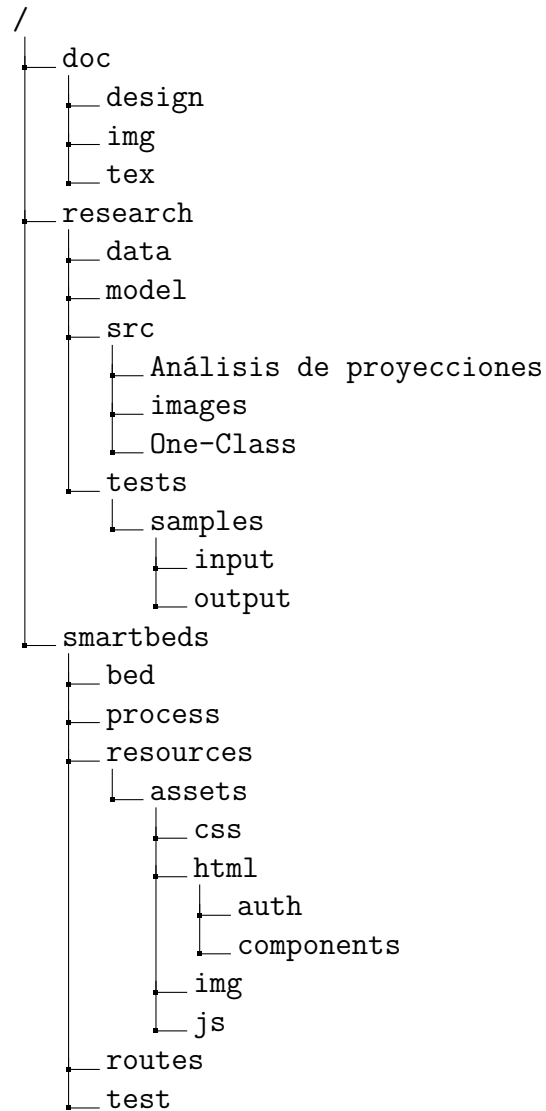 /
doc
design
img
tex
research
data
model
src
Análisis de proyecciones
images
One-Class
tests
samples
input
output
smartbeds
bed
process
resources
assets
css
html
auth
components
img
js
routes
test